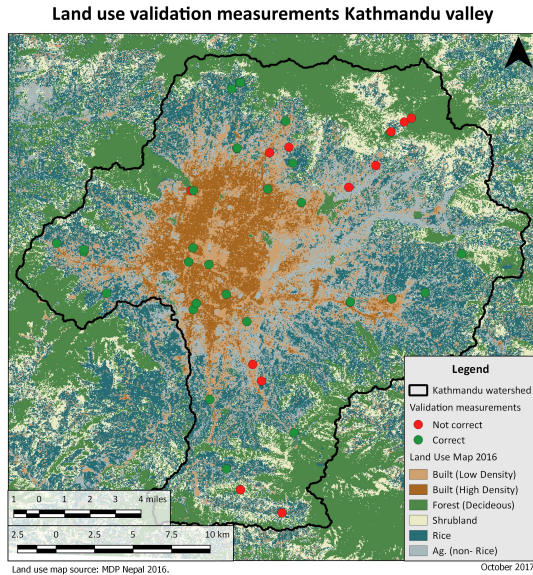 Land use validation measurements Kathmandu valley
Legend
Kathmandu watershed
Validation measurements
Not correct
Correct
Land Use Map 2016
Built (Low Density)
Built (High Density)
Forest (Decideous)
Shrubland
Rice
Ag. (non- Rice)
1 0 1 2 3 4 miles
2.5 0 2.5 5 7.5 10 km
Land use map source: MDP Nepal 2016.
October 2017